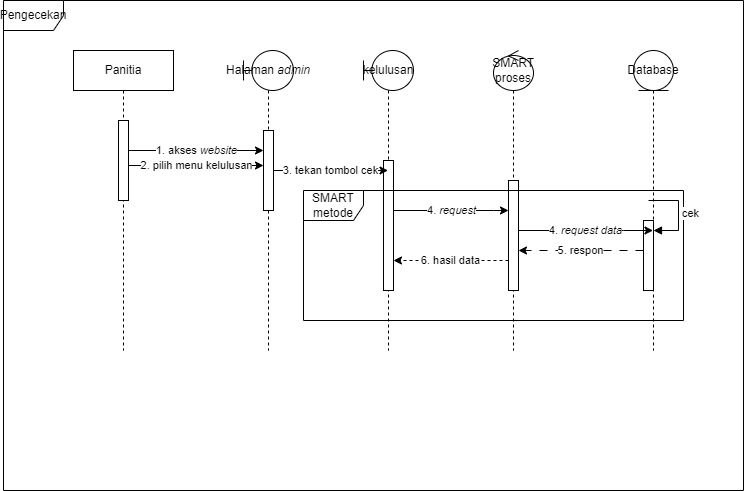 Pengecekan
Panitia
Halaman admin
kelulusan
SMART
proses
Database
1. akses website
2. pilih menu kelulusan
3. tekan tombol cek
SMART
metode
4. request
cek
4. request data
5. respon
6. hasil data